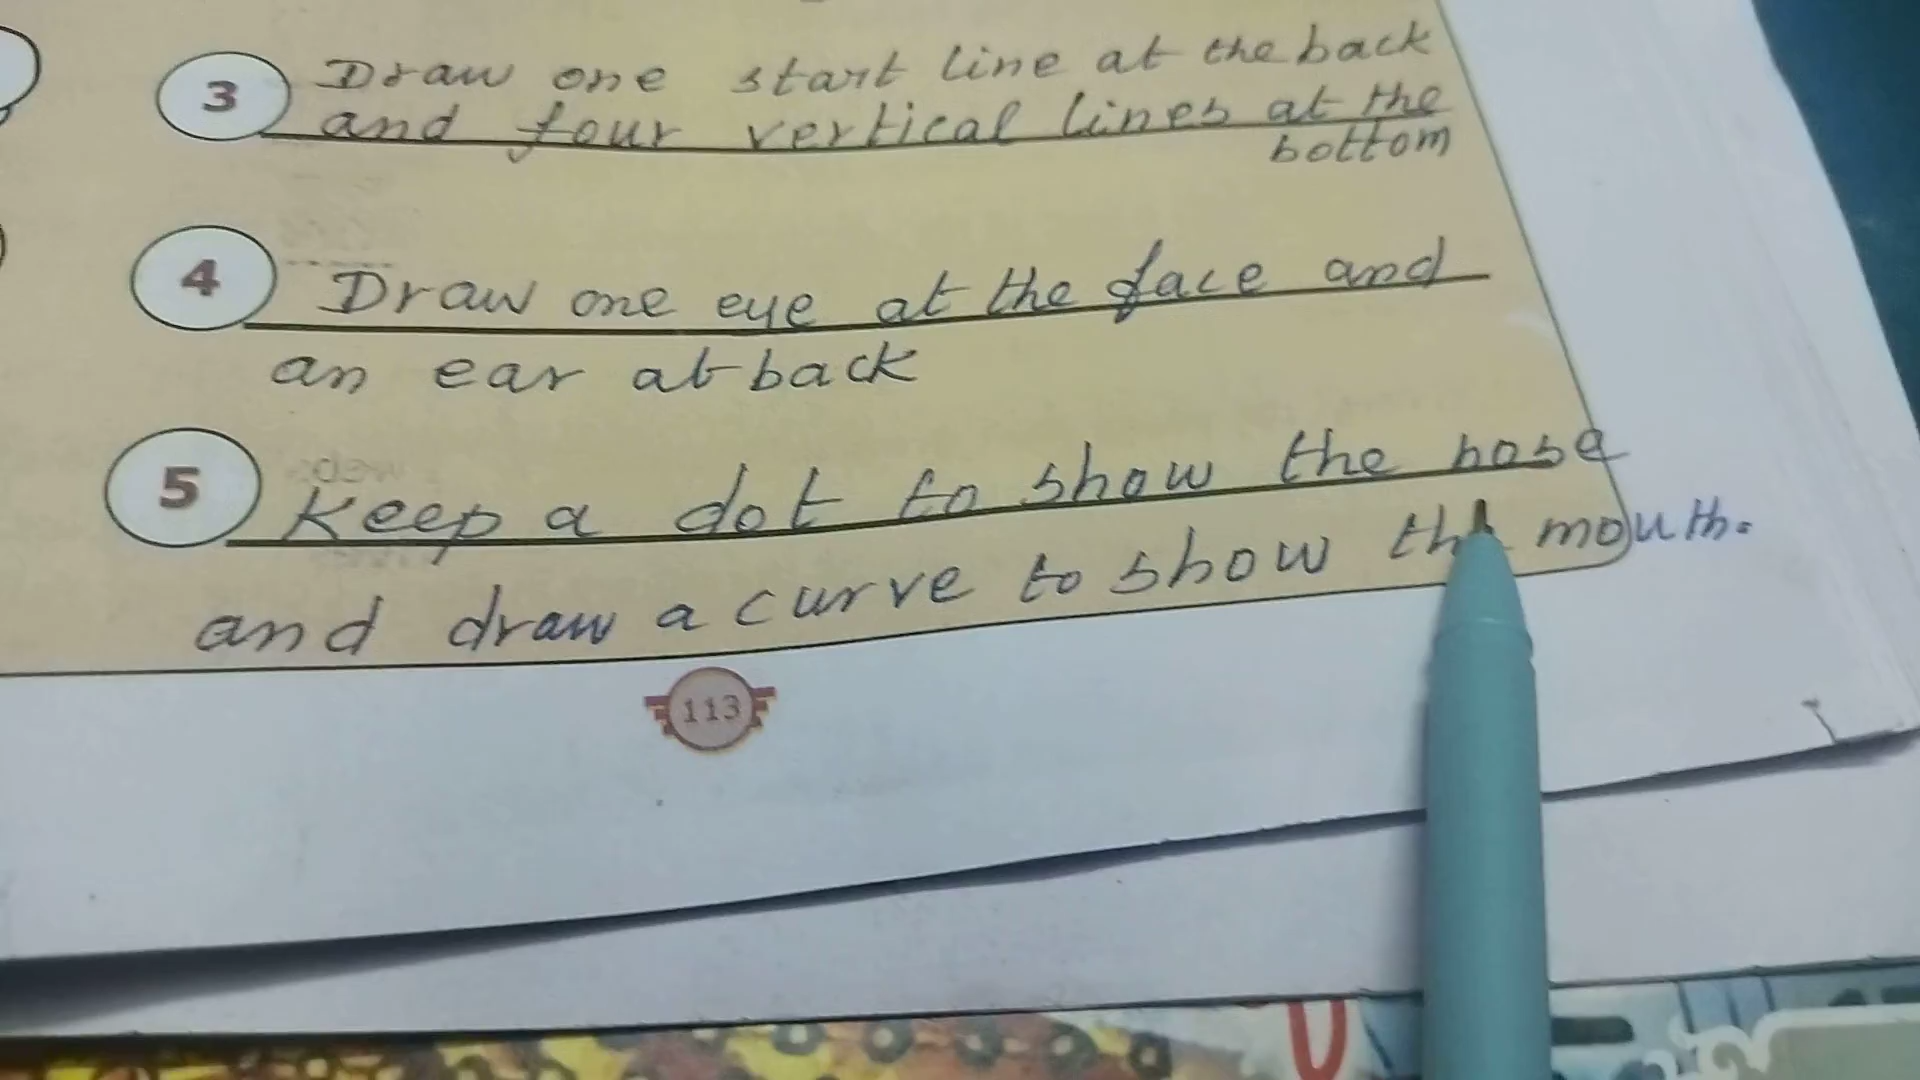 3 Draw one start line at the back
and four vertical lines at the
bottom
4 Draw one eye at the face and
an ear at back
5 Keep a dot to show the nose
and draw a curve to show the mouth.
113